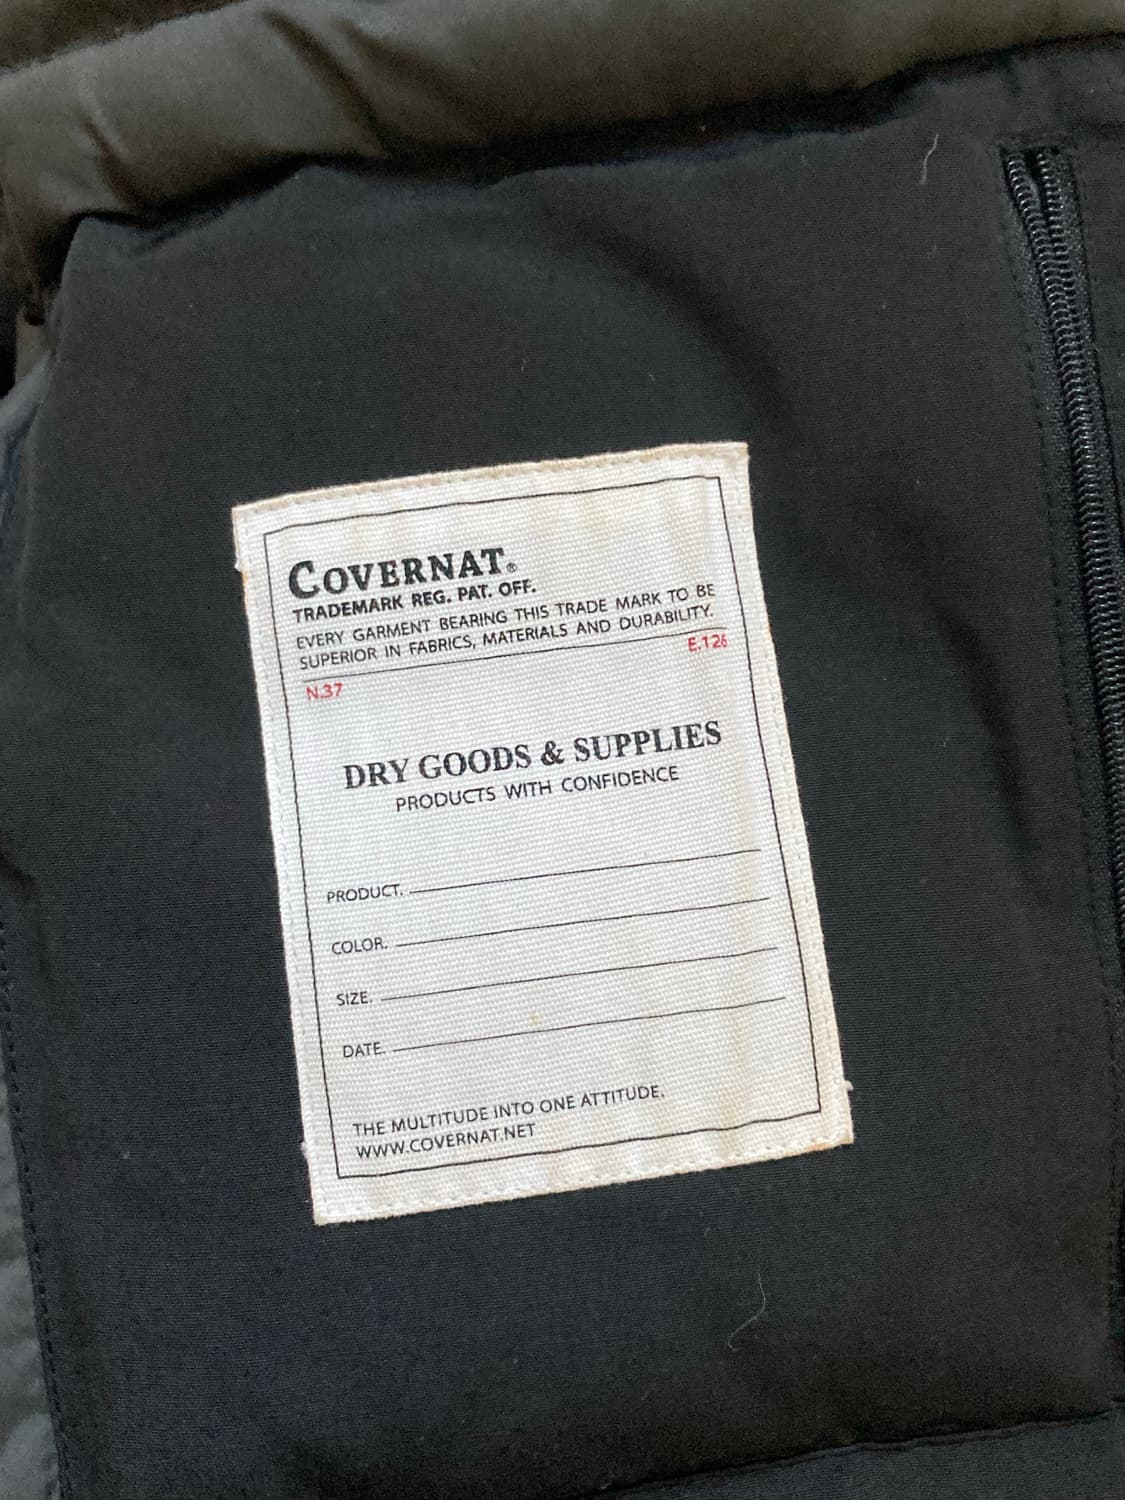 COVERNAT®
TRADEMARK REG. PAT. OFF.
EVERY GARMENT BEARING THIS TRADE MARK TO BE
SUPERIOR IN FABRICS, MATERIALS AND DURABILITY.
N.37 E.126
DRY GOODS & SUPPLIES
PRODUCTS WITH CONFIDENCE
PRODUCT.
COLOR.
SIZE.
DATE.
THE MULTITUDE INTO ONE ATTITUDE.
WWW.COVERNAT.NET